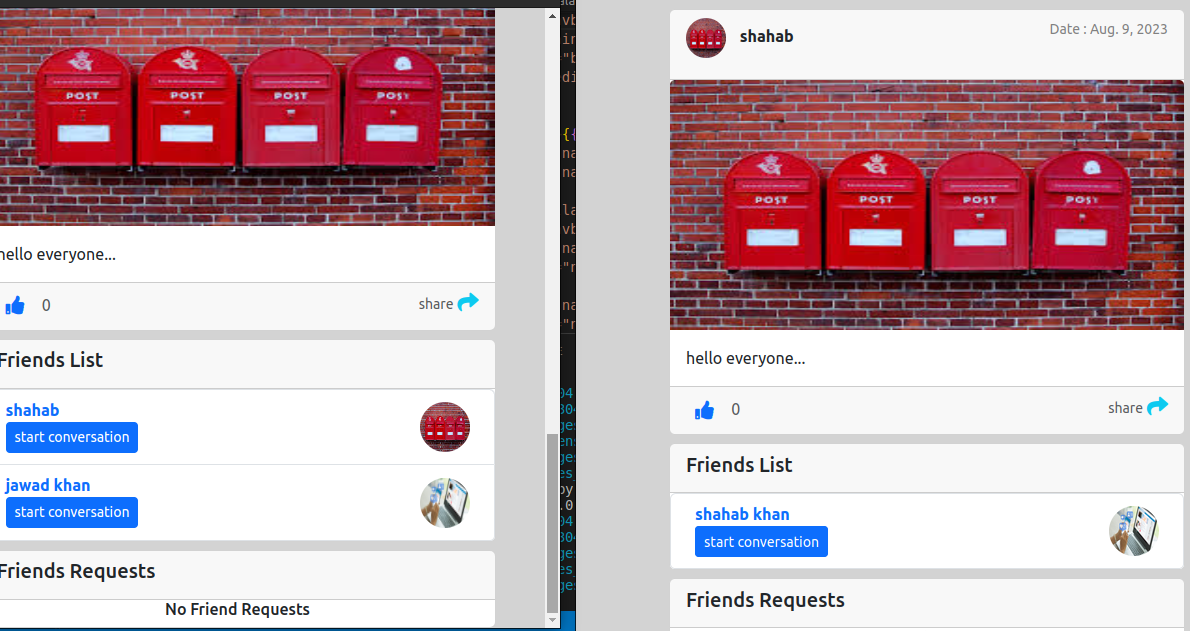 POST POST POST POST
hello everyone...
0 share
Friends List
shahab
start conversation
jawad khan
start conversation
Friends Requests
No Friend Requests
shahab
Date : Aug. 9, 2023
POST POST POST POST
hello everyone...
0 share
Friends List
shahab khan
start conversation
Friends Requests